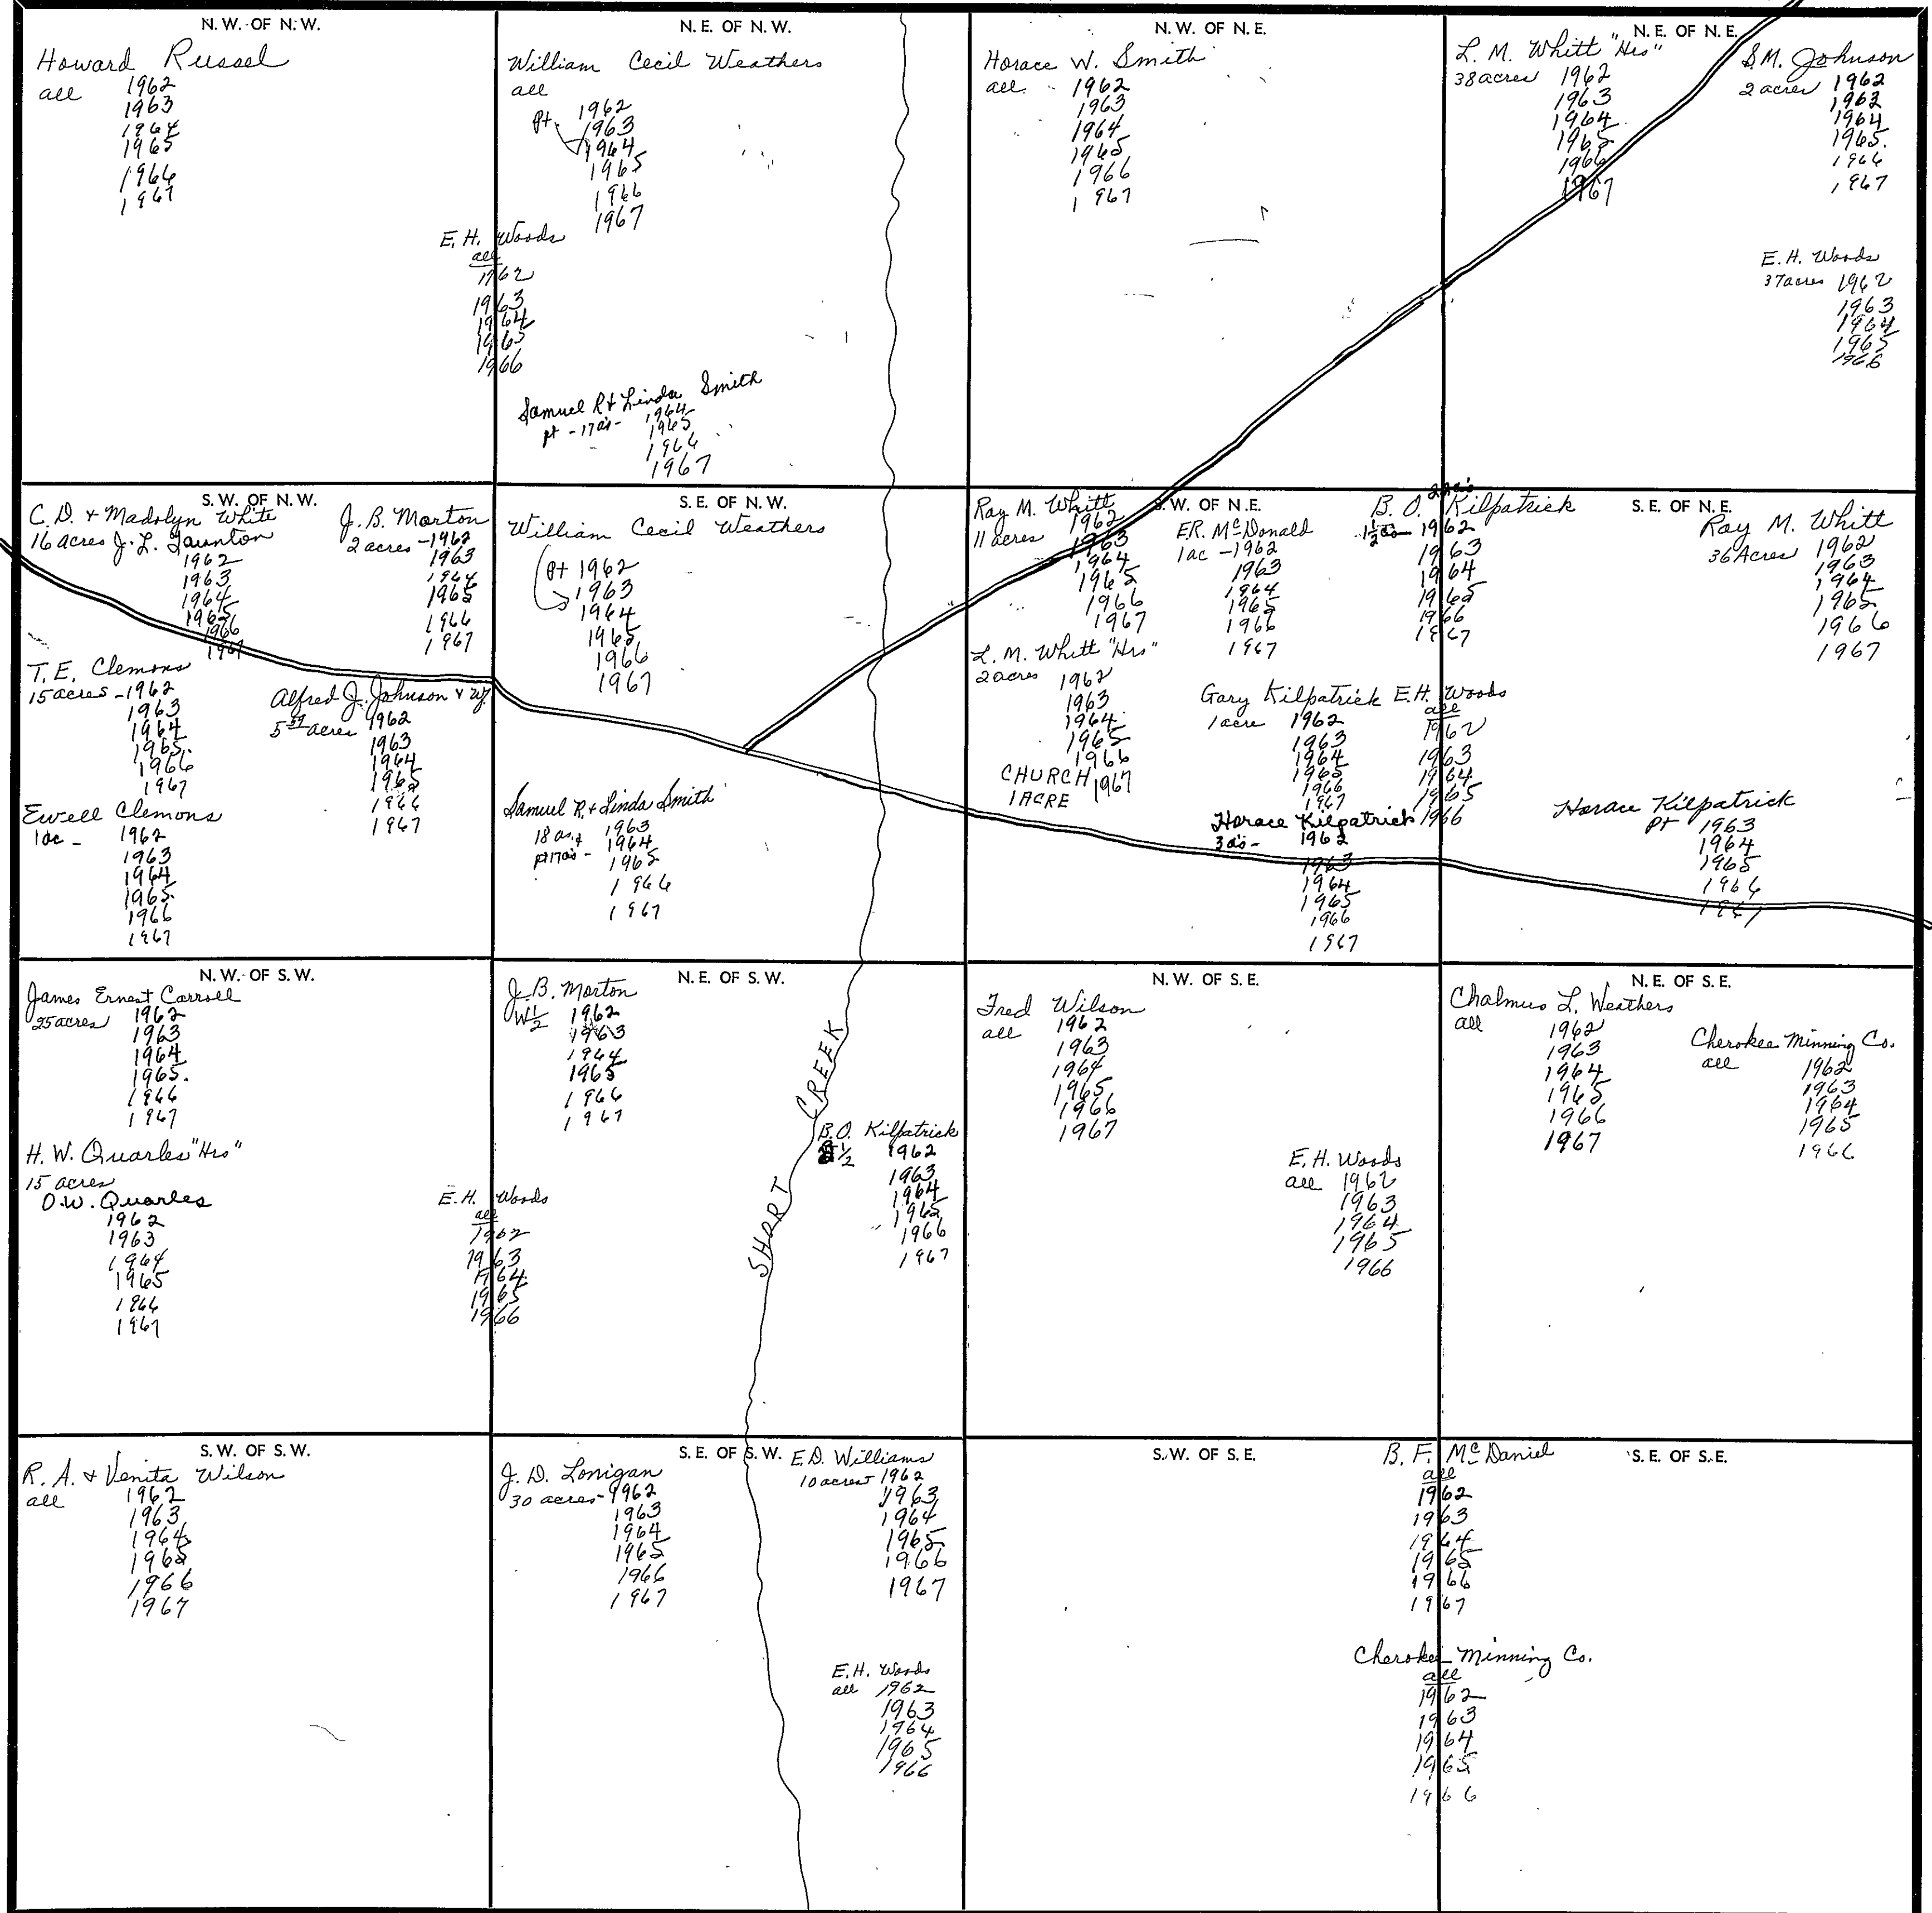 N. W. OF N. W.
Howard Russel
all 1962
1963
1964
1965
1966
1967
N. E. OF N. W.
William Cecil Weathers
all
Pt. 1962
1963
1964
1965
1966
1967
E. H. Woods
all
1962
1963
1964
1965
1966
Samuel R + Linda Smith
pt - 17 a's - 1964
1965
1966
1967
N. W. OF N. E.
Horace W. Smith
all 1962
1963
1964
1965
1966
1967
N. E. OF N. E.
L. M. Whitt "Hrs"
38 acres 1962
1963
1964
1965
1966
1967
S. M. Johnson
2 acres 1962
1962
1964
1965.
1966
1967
E. H. Woods
37 acres 1962
1963
1964
1965
1966
S. W. OF N. W.
C. D. + Madolyn White
16 acres J. L. Taunton
1962
1963
1964
1965
1966
1967
J. B. Morton
2 acres - 1962
1963
1964
1965
1966
1967
T. E. Clemons
15 acres - 1962
1963
1964
1965.
1966
1967
Alfred J. Johnson + wf.
5 acres 1962
1963
1964
1965
1966
1967
Ewell Clemons
1 ac - 1962
1963
1964
1965.
1966
1967
S. E. OF N. W.
William Cecil Weathers
Pt 1962
1963
1964
1965
1966
1967
Samuel R. + Linda Smith
18 as. + 1963
pt 17 a's - 1964
1965
1966
1967
S. W. OF N. E.
Ray M. Whitt
11 acres 1962
1963
1964
1965
1966
1967
E. R. McDonald
1 ac - 1962
1963
1964
1965
1966
1967
B. O. Kilpatrick
1962
1963
1964
1965
1966
1967
L. M. Whitt "Hrs"
2 acres 1962
1963
1964
1965
1966
1967
CHURCH
1 ACRE
Gary Kilpatrick
1 acre 1962
1963
1964
1965
1966
1967
E. H. Woods
all
1962
1963
1964
1965
1966
Horace Kilpatrick
3 a's - 1962
1963
1964
1965
1966
1967
S. E. OF N. E.
Ray M. Whitt
36 Acres 1962
1963
1964
1965
1966
1967
Horace Kilpatrick
Pt 1963
1964
1965
1966
1967
N. W. OF S. W.
James Ernest Carroll
25 acres 1962
1963
1964
1965.
1966
1967
H. W. Quarles "Hrs"
15 acres
O. W. Quarles
1962
1963
1964
1965
1966
1967
N. E. OF S. W.
J. B. Morton
W 1/2 1962
1963
1964
1965
1966
1967
E. H. Woods
all
1962
1963
1964
1965
1966
SHORT CREEK
B. O. Kilpatrick
1/2 1962
1963
1964
1965
1966
1967
N. W. OF S. E.
Fred Wilson
all 1962
1963
1964
1965
1966
1967
E. H. Woods
all 1962
1963
1964
1965
1966
N. E. OF S. E.
Chalmus L. Weathers
all 1962
1963
1964
1965
1966
1967
Cherokee Minning Co.
all 1962
1963
1964
1965
1966
S. W. OF S. W.
R. A. + Venita Wilson
all 1962
1963
1964
1965
1966
1967
S. E. OF S. W.
J. D. Lonigan
30 acres - 1962
1963
1964
1965
1966
1967
E. D. Williams
10 acres 1962
1963
1964
1965
1966
1967
E. H. Woods
all 1962
1963
1964
1965
1966
S. W. OF S. E.
B. F. McDaniel
all
1962
1963
1964
1965
1966
1967
Cherokee Minning Co.
all
1962
1963
1964
1965
1966
S. E. OF S. E.